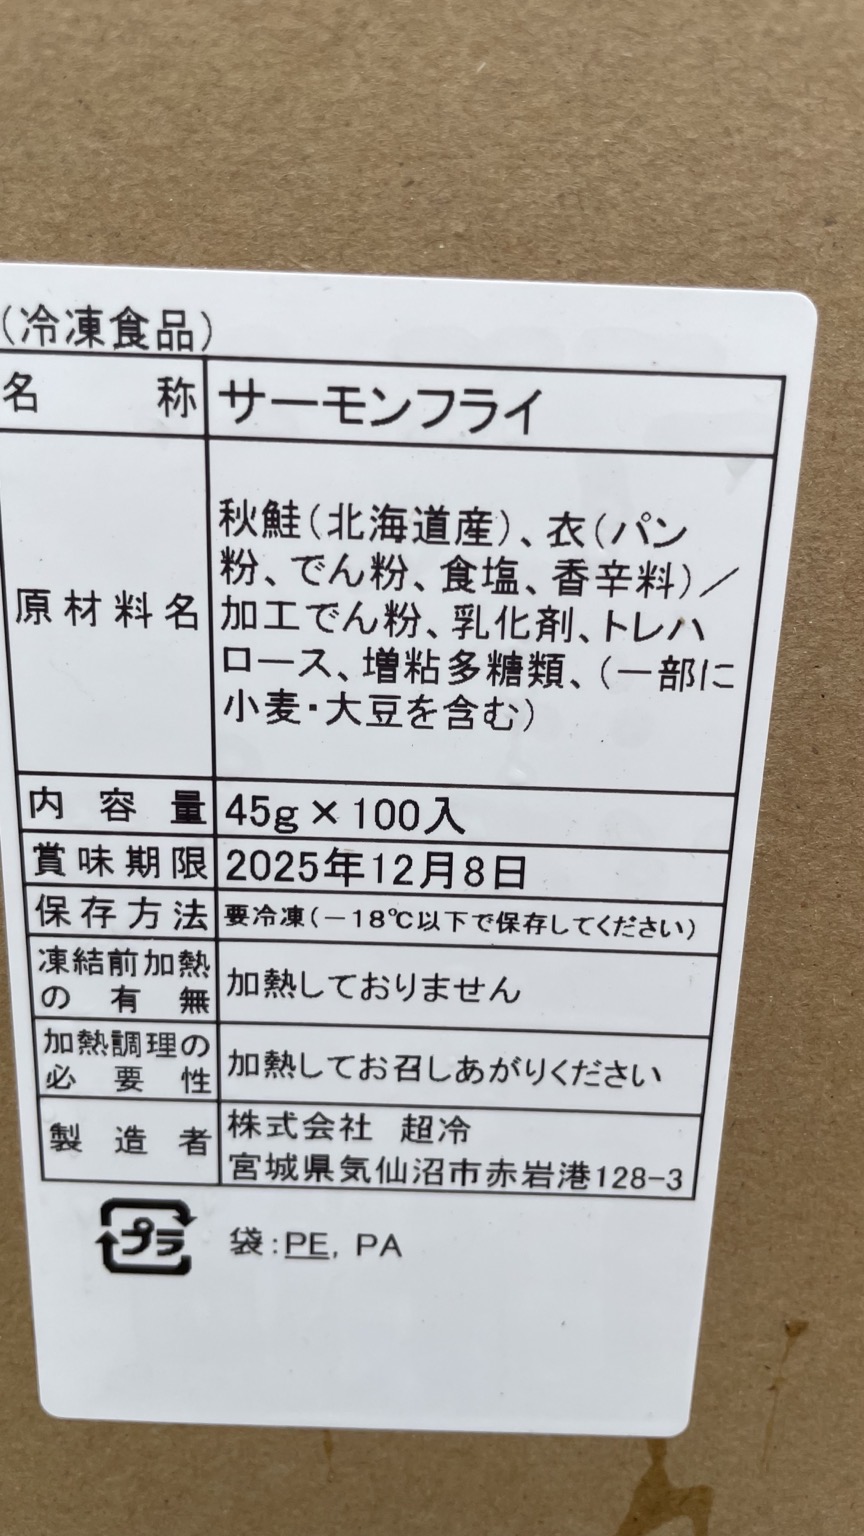 (冷凍食品)
名称 サーモンフライ
原材料名
秋鮭(北海道産)、衣(パン
粉、でん粉、食塩、香辛料)／
加工でん粉、乳化剤、トレハ
ロース、増粘多糖類、(一部に
小麦・大豆を含む)
内容量 45g×100入
賞味期限 2025年12月8日
保存方法 要冷凍(－18℃以下で保存してください)
凍結前加熱
の有無
加熱しておりません
加熱調理の
必要性
加熱してお召しあがりください
製造者
株式会社 超冷
宮城県気仙沼市赤岩港128-3
プラ 袋:PE, PA